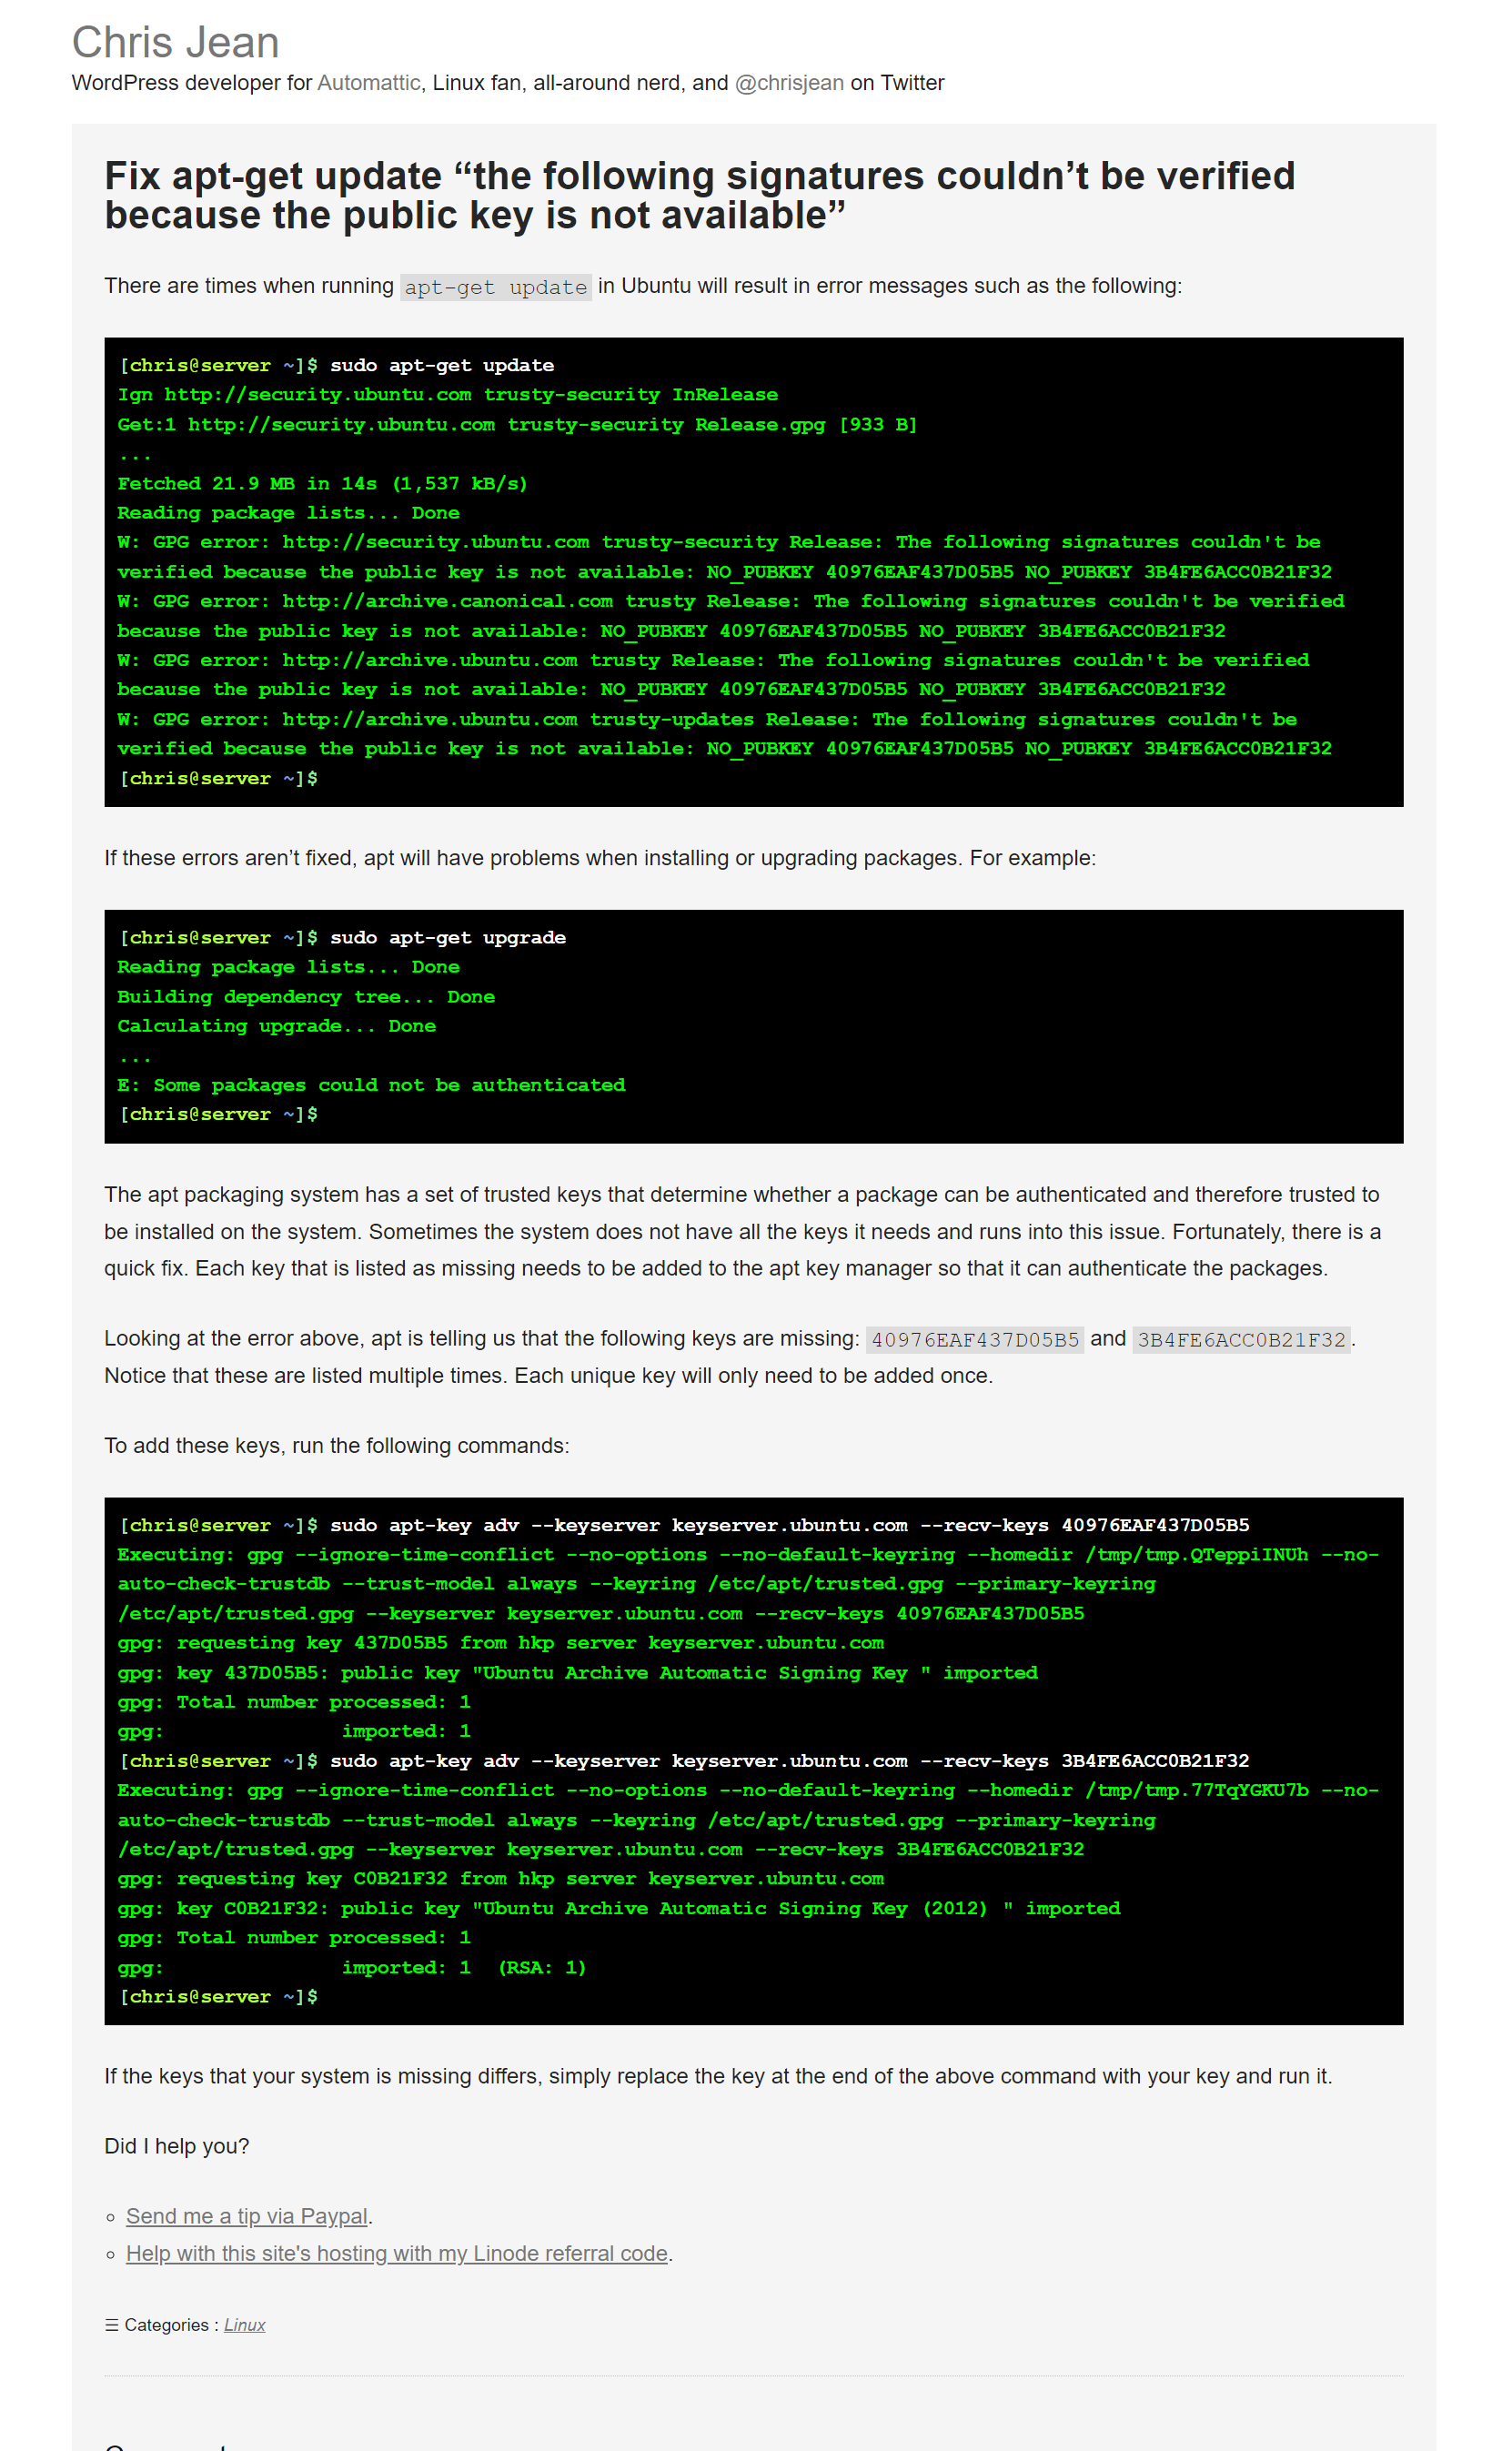 Chris Jean
WordPress developer for Automattic, Linux fan, all-around nerd, and @chrisjean on Twitter
Fix apt-get update “the following signatures couldn’t be verified
because the public key is not available”
There are times when running apt-get update in Ubuntu will result in error messages such as the following:
[chris@server ~]$ sudo apt-get update
Ign http://security.ubuntu.com trusty-security InRelease
Get:1 http://security.ubuntu.com trusty-security Release.gpg [933 B]
...
Fetched 21.9 MB in 14s (1,537 kB/s)
Reading package lists... Done
W: GPG error: http://security.ubuntu.com trusty-security Release: The following signatures couldn't be
verified because the public key is not available: NO_PUBKEY 40976EAF437D05B5 NO_PUBKEY 3B4FE6ACC0B21F32
W: GPG error: http://archive.canonical.com trusty Release: The following signatures couldn't be verified
because the public key is not available: NO_PUBKEY 40976EAF437D05B5 NO_PUBKEY 3B4FE6ACC0B21F32
W: GPG error: http://archive.ubuntu.com trusty Release: The following signatures couldn't be verified
because the public key is not available: NO_PUBKEY 40976EAF437D05B5 NO_PUBKEY 3B4FE6ACC0B21F32
W: GPG error: http://archive.ubuntu.com trusty-updates Release: The following signatures couldn't be
verified because the public key is not available: NO_PUBKEY 40976EAF437D05B5 NO_PUBKEY 3B4FE6ACC0B21F32
[chris@server ~]$
If these errors aren’t fixed, apt will have problems when installing or upgrading packages. For example:
[chris@server ~]$ sudo apt-get upgrade
Reading package lists... Done
Building dependency tree... Done
Calculating upgrade... Done
...
E: Some packages could not be authenticated
[chris@server ~]$
The apt packaging system has a set of trusted keys that determine whether a package can be authenticated and therefore trusted to
be installed on the system. Sometimes the system does not have all the keys it needs and runs into this issue. Fortunately, there is a
quick fix. Each key that is listed as missing needs to be added to the apt key manager so that it can authenticate the packages.
Looking at the error above, apt is telling us that the following keys are missing: 40976EAF437D05B5 and 3B4FE6ACC0B21F32.
Notice that these are listed multiple times. Each unique key will only need to be added once.
To add these keys, run the following commands:
[chris@server ~]$ sudo apt-key adv --keyserver keyserver.ubuntu.com --recv-keys 40976EAF437D05B5
Executing: gpg --ignore-time-conflict --no-options --no-default-keyring --homedir /tmp/tmp.QTeppiINUh --no-
auto-check-trustdb --trust-model always --keyring /etc/apt/trusted.gpg --primary-keyring
/etc/apt/trusted.gpg --keyserver keyserver.ubuntu.com --recv-keys 40976EAF437D05B5
gpg: requesting key 437D05B5 from hkp server keyserver.ubuntu.com
gpg: key 437D05B5: public key "Ubuntu Archive Automatic Signing Key " imported
gpg: Total number processed: 1
gpg:               imported: 1
[chris@server ~]$ sudo apt-key adv --keyserver keyserver.ubuntu.com --recv-keys 3B4FE6ACC0B21F32
Executing: gpg --ignore-time-conflict --no-options --no-default-keyring --homedir /tmp/tmp.77TqYGKU7b --no-
auto-check-trustdb --trust-model always --keyring /etc/apt/trusted.gpg --primary-keyring
/etc/apt/trusted.gpg --keyserver keyserver.ubuntu.com --recv-keys 3B4FE6ACC0B21F32
gpg: requesting key C0B21F32 from hkp server keyserver.ubuntu.com
gpg: key C0B21F32: public key "Ubuntu Archive Automatic Signing Key (2012) " imported
gpg: Total number processed: 1
gpg:               imported: 1  (RSA: 1)
[chris@server ~]$
If the keys that your system is missing differs, simply replace the key at the end of the above command with your key and run it.
Did I help you?
Send me a tip via Paypal.
Help with this site's hosting with my Linode referral code.
☰ Categories : Linux